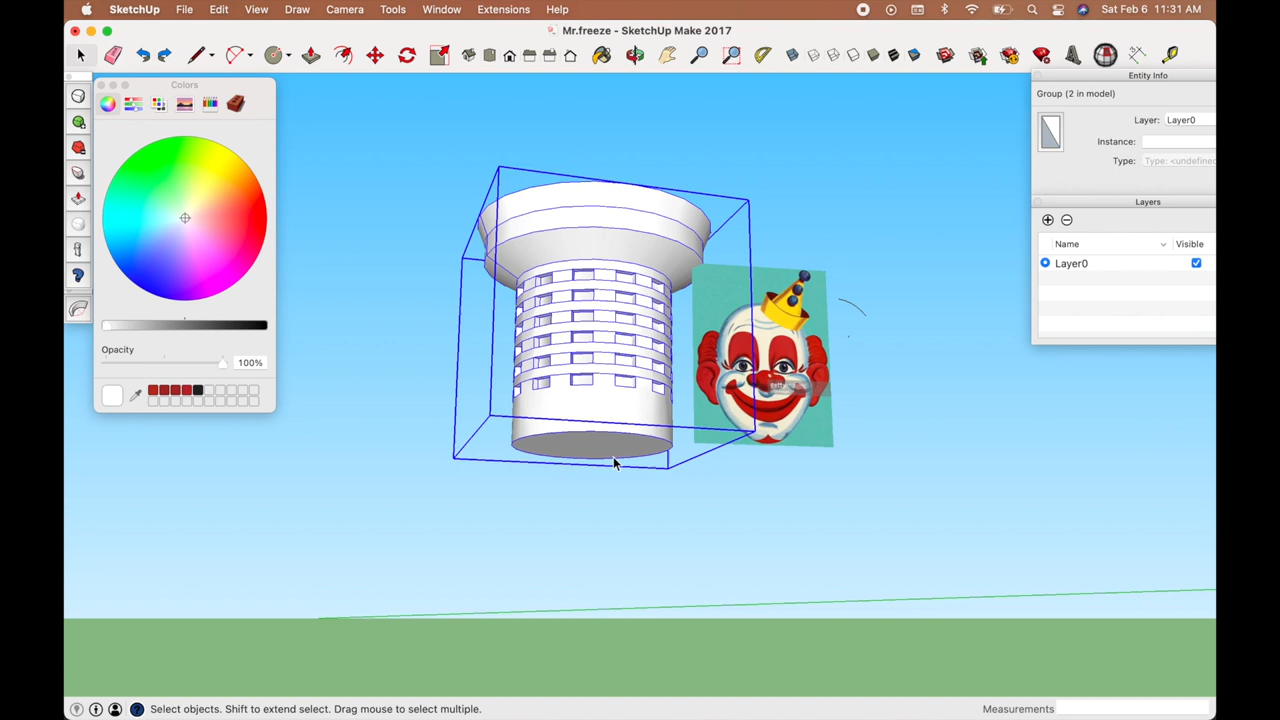 SketchUp File Edit View Draw Camera Tools Window Extensions Help Sat Feb 6 11:31 AM
Mr.freeze - SketchUp Make 2017
Colors
Entity Info
Group (2 in model)
Layer: Layer0
Instance:
Type: Type: <undefined
Layers
Name Visible
Layer0
Opacity
100%
Select objects. Shift to extend select. Drag mouse to select multiple.
Measurements